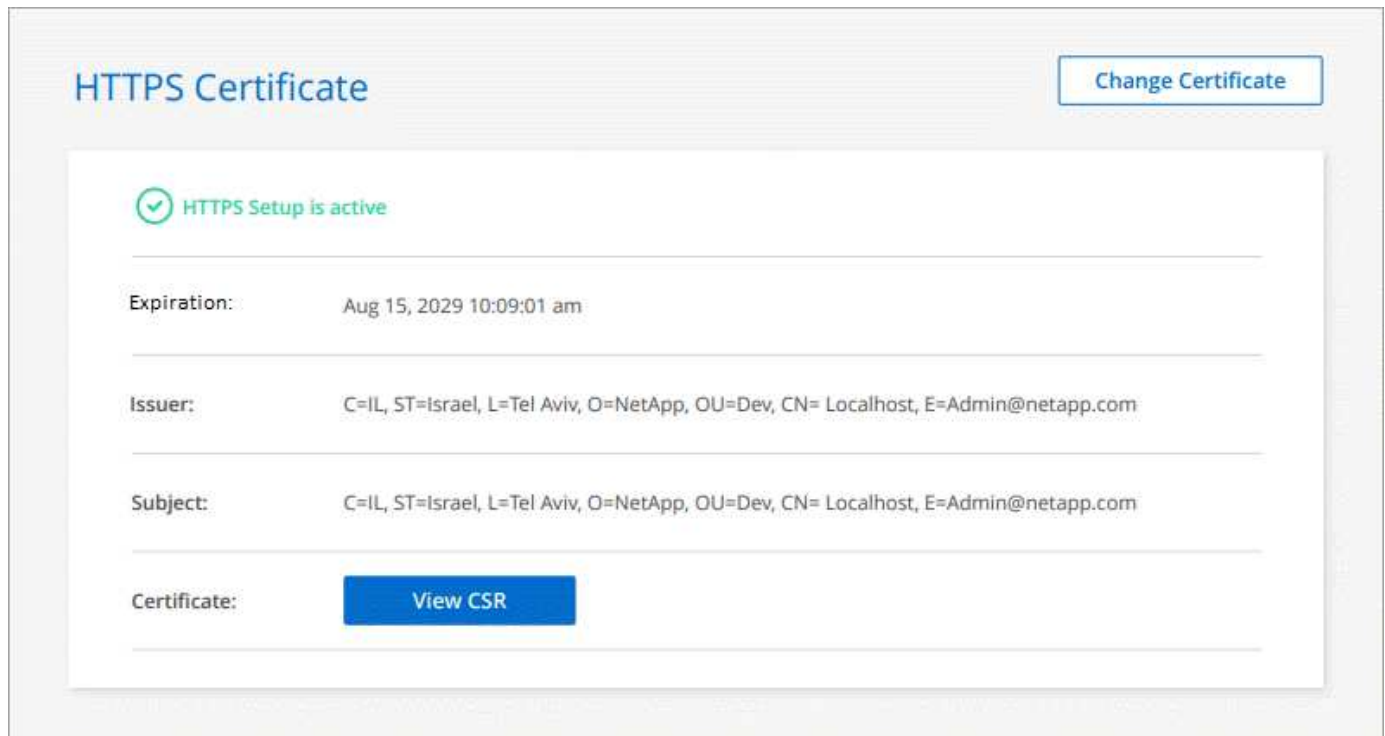 HTTPS Certificate
Change Certificate
HTTPS Setup is active
Expiration: Aug 15, 2029 10:09:01 am
Issuer: C=IL, ST=Israel, L=Tel Aviv, O=NetApp, OU=Dev, CN= Localhost, E=Admin@netapp.com
Subject: C=IL, ST=Israel, L=Tel Aviv, O=NetApp, OU=Dev, CN= Localhost, E=Admin@netapp.com
Certificate: View CSR